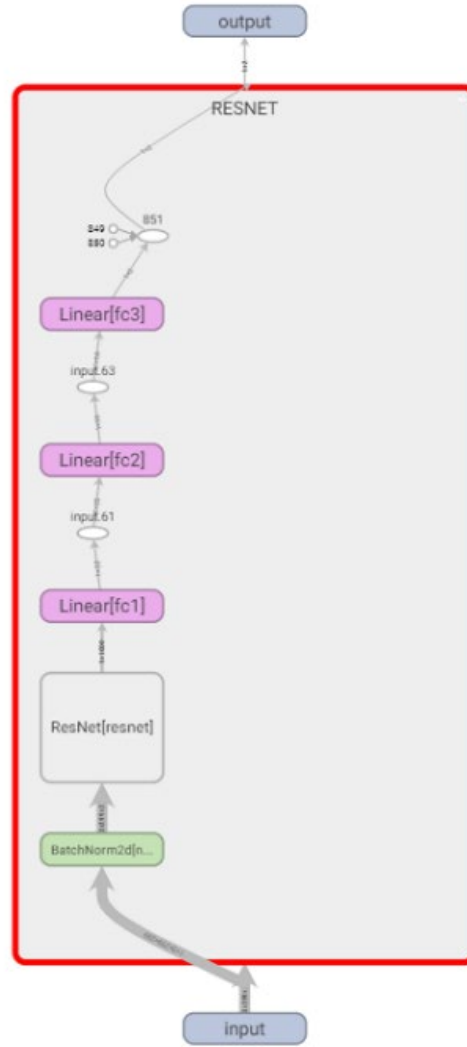 output
RESNET
851
849
850
Linear[fc3]
input.63
Linear[fc2]
input.61
Linear[fc1]
ResNet[resnet]
BatchNorm2d[n...
input